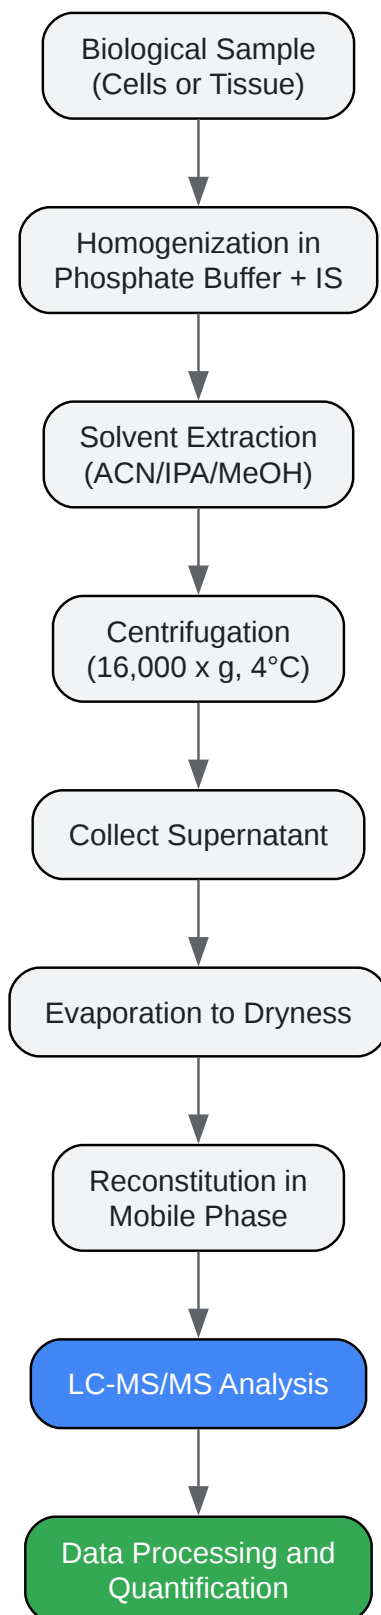 Biological Sample
(Cells or Tissue)
Homogenization in
Phosphate Buffer + IS
Solvent Extraction
(ACN/IPA/MeOH)
Centrifugation
(16,000 x g, 4°C)
Collect Supernatant
Evaporation to Dryness
Reconstitution in
Mobile Phase
LC-MS/MS Analysis
Data Processing and
Quantification